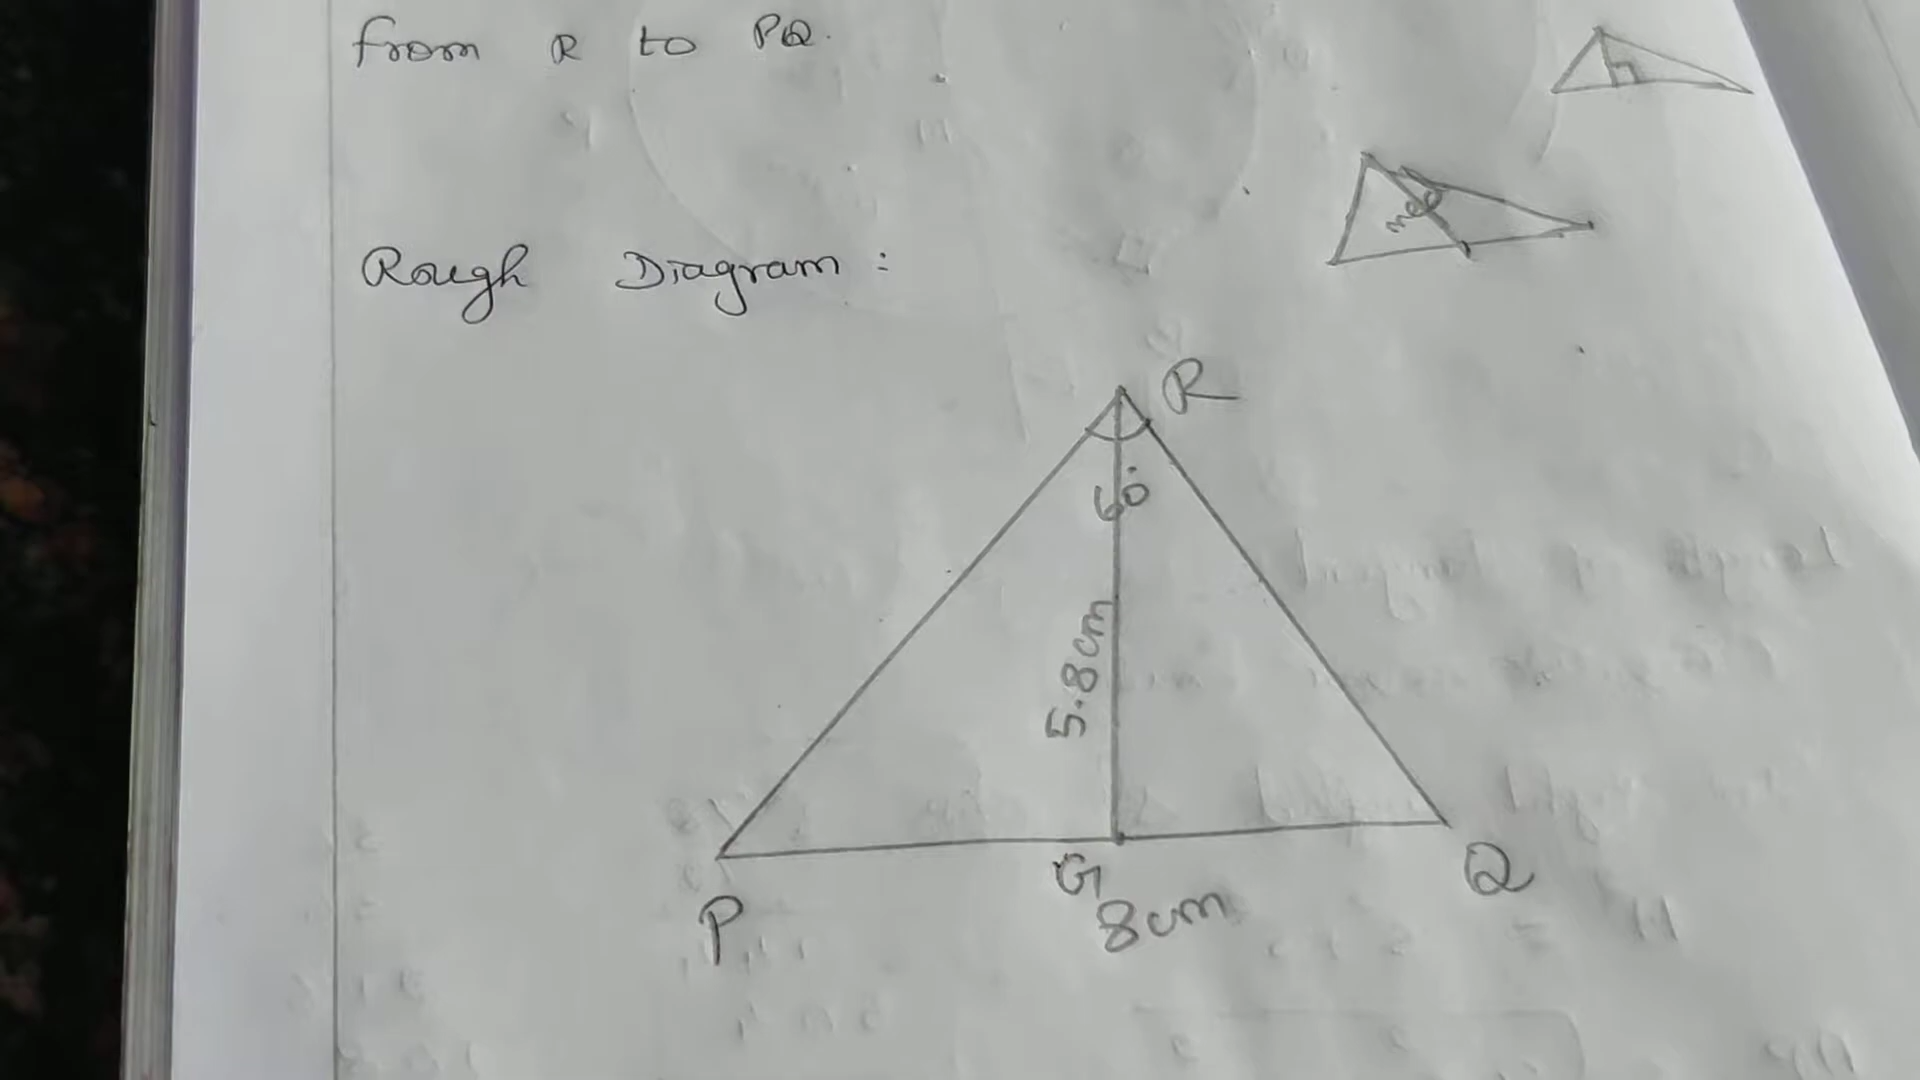 from R to PQ.
Rough Diagram :
R
60°
5.8cm
P
G
8cm
Q